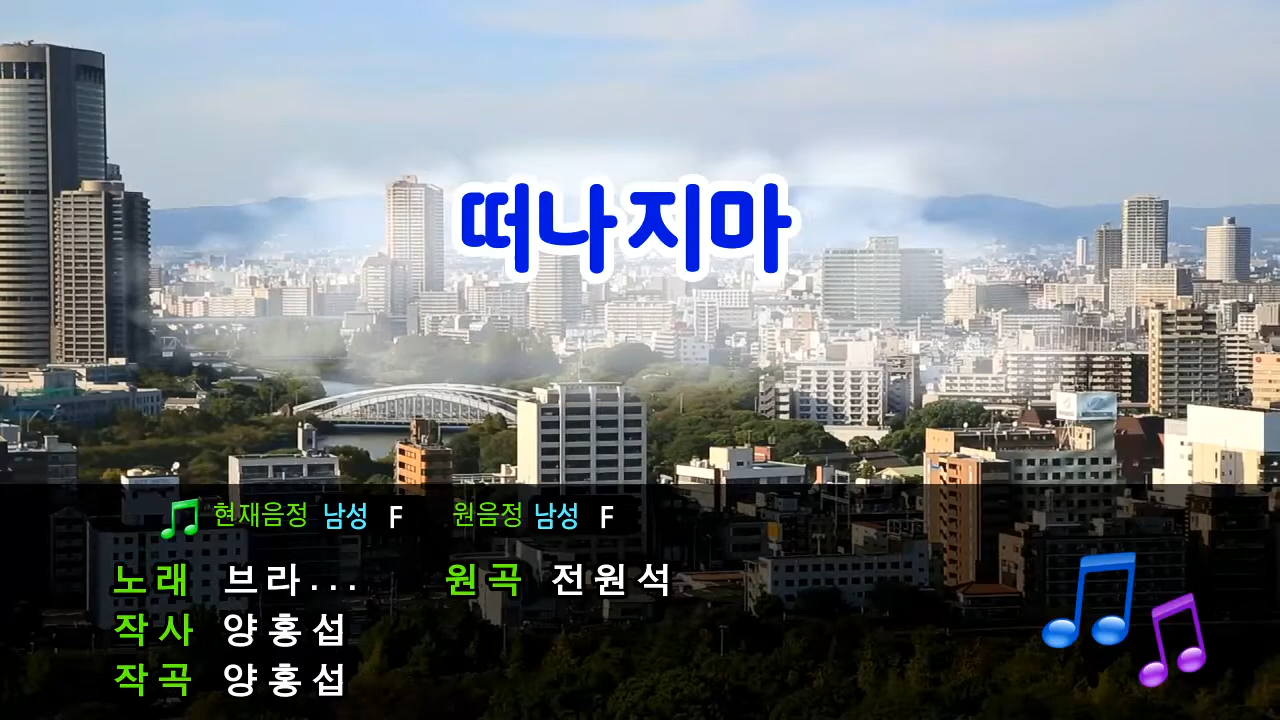 떠나지마
현재음정 남성 F 원음정 남성 F
노래 브라... 원곡 전원석
작사 양홍섭
작곡 양홍섭